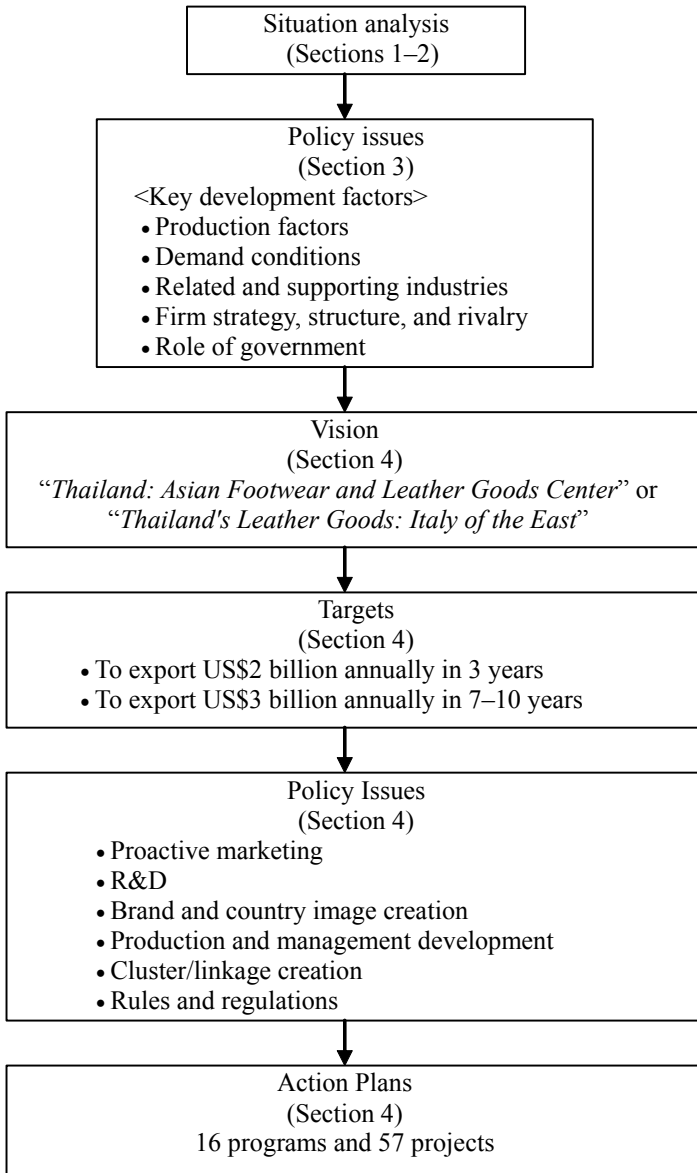 Situation analysis
(Sections 1–2)
Policy issues
(Section 3)
<Key development factors>
• Production factors
• Demand conditions
• Related and supporting industries
• Firm strategy, structure, and rivalry
• Role of government
Vision
(Section 4)
“Thailand: Asian Footwear and Leather Goods Center” or
“Thailand's Leather Goods: Italy of the East”
Targets
(Section 4)
• To export US$2 billion annually in 3 years
• To export US$3 billion annually in 7–10 years
Policy Issues
(Section 4)
• Proactive marketing
• R&D
• Brand and country image creation
• Production and management development
• Cluster/linkage creation
• Rules and regulations
Action Plans
(Section 4)
16 programs and 57 projects